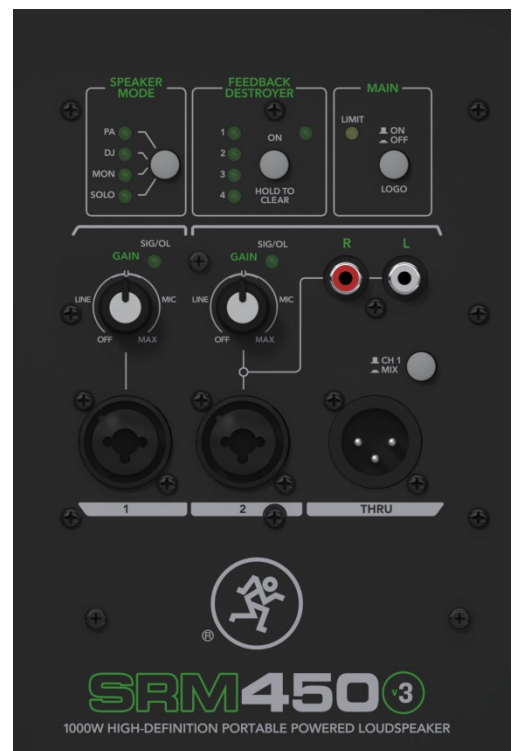 SPEAKER
MODE
PA
DJ
MON
SOLO
FEEDBACK
DESTROYER
1
2
3
4
ON
HOLD TO
CLEAR
MAIN
LIMIT
ON
OFF
LOGO
SIG/OL
GAIN
U
LINE
MIC
OFF
MAX
SIG/OL
GAIN
U
LINE
MIC
OFF
MAX
R
L
CH 1
MIX
1
2
THRU
®
SRM450 v3
1000W HIGH-DEFINITION PORTABLE POWERED LOUDSPEAKER